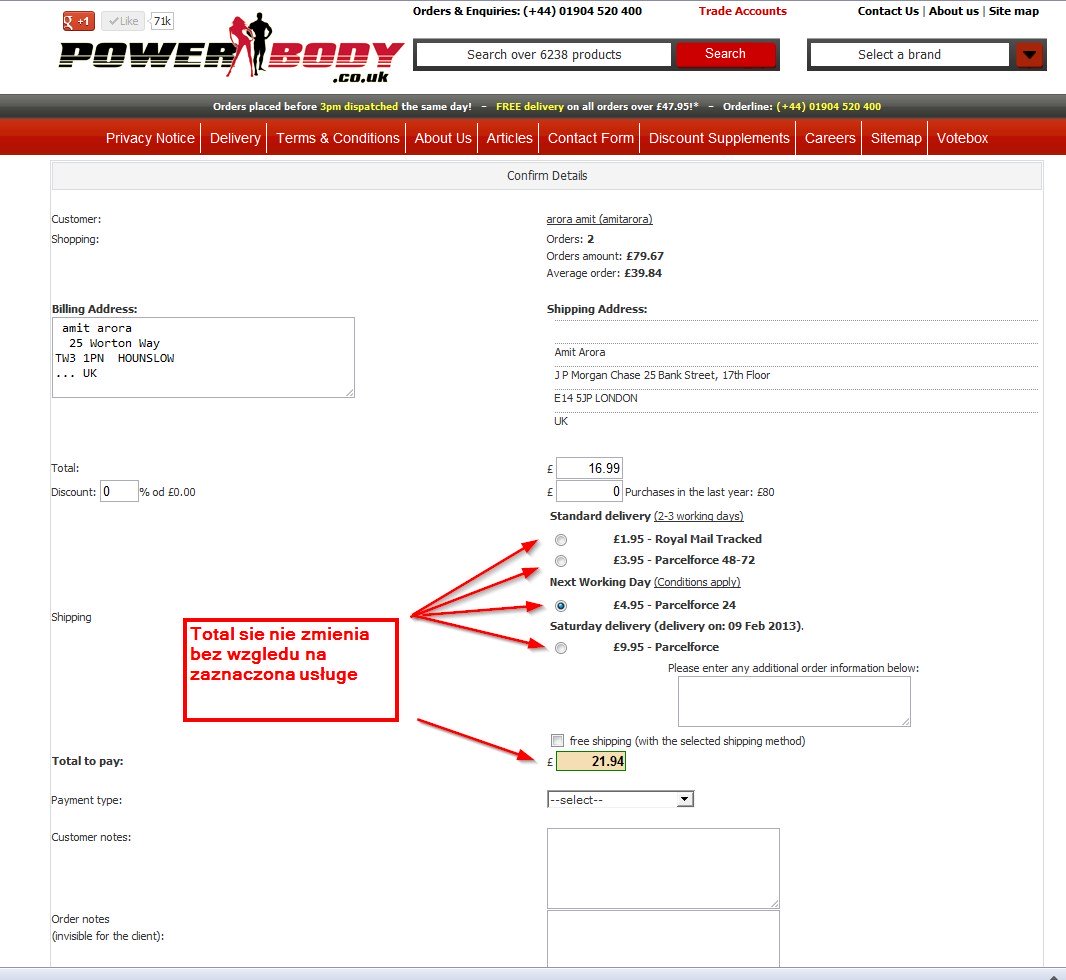 g +1 Like 71k
Orders & Enquiries: (+44) 01904 520 400
Trade Accounts
Contact Us | About us | Site map
POWER BODY
.co.uk
Search over 6238 products
Search
Select a brand
Orders placed before 3pm dispatched the same day! – FREE delivery on all orders over £47.95!* – Orderline: (+44) 01904 520 400
Privacy Notice | Delivery | Terms & Conditions | About Us | Articles | Contact Form | Discount Supplements | Careers | Sitemap | Votebox
Confirm Details
Customer:
arora amit (amitarora)
Shopping:
Orders: 2
Orders amount: £79.67
Average order: £39.84
Billing Address:
amit arora
25 Worton Way
TW3 1PN HOUNSLOW
... UK
Shipping Address:
Amit Arora
J P Morgan Chase 25 Bank Street, 17th Floor
E14 5JP LONDON
UK
Total:
£ 16.99
Discount: 0 % od £0.00
£ 0 Purchases in the last year: £80
Shipping
Standard delivery (2-3 working days)
£1.95 - Royal Mail Tracked
£3.95 - Parcelforce 48-72
Next Working Day (Conditions apply)
£4.95 - Parcelforce 24
Saturday delivery (delivery on: 09 Feb 2013).
£9.95 - Parcelforce
Total sie nie zmienia
bez wzgledu na
zaznaczona usługe
Please enter any additional order information below:
free shipping (with the selected shipping method)
Total to pay:
£ 21.94
Payment type:
--select--
Customer notes:
Order notes
(invisible for the client):